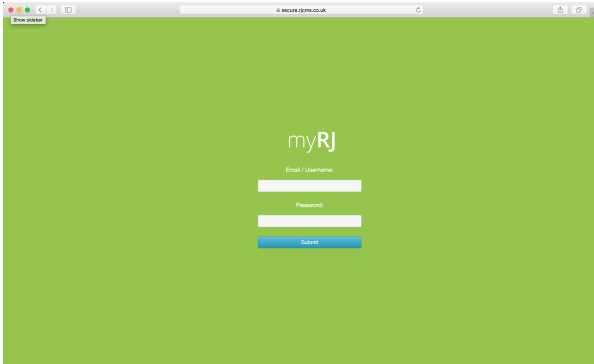 secure.rjcms.co.uk
Show sidebar
myRJ
Email / Username:
Password:
Submit